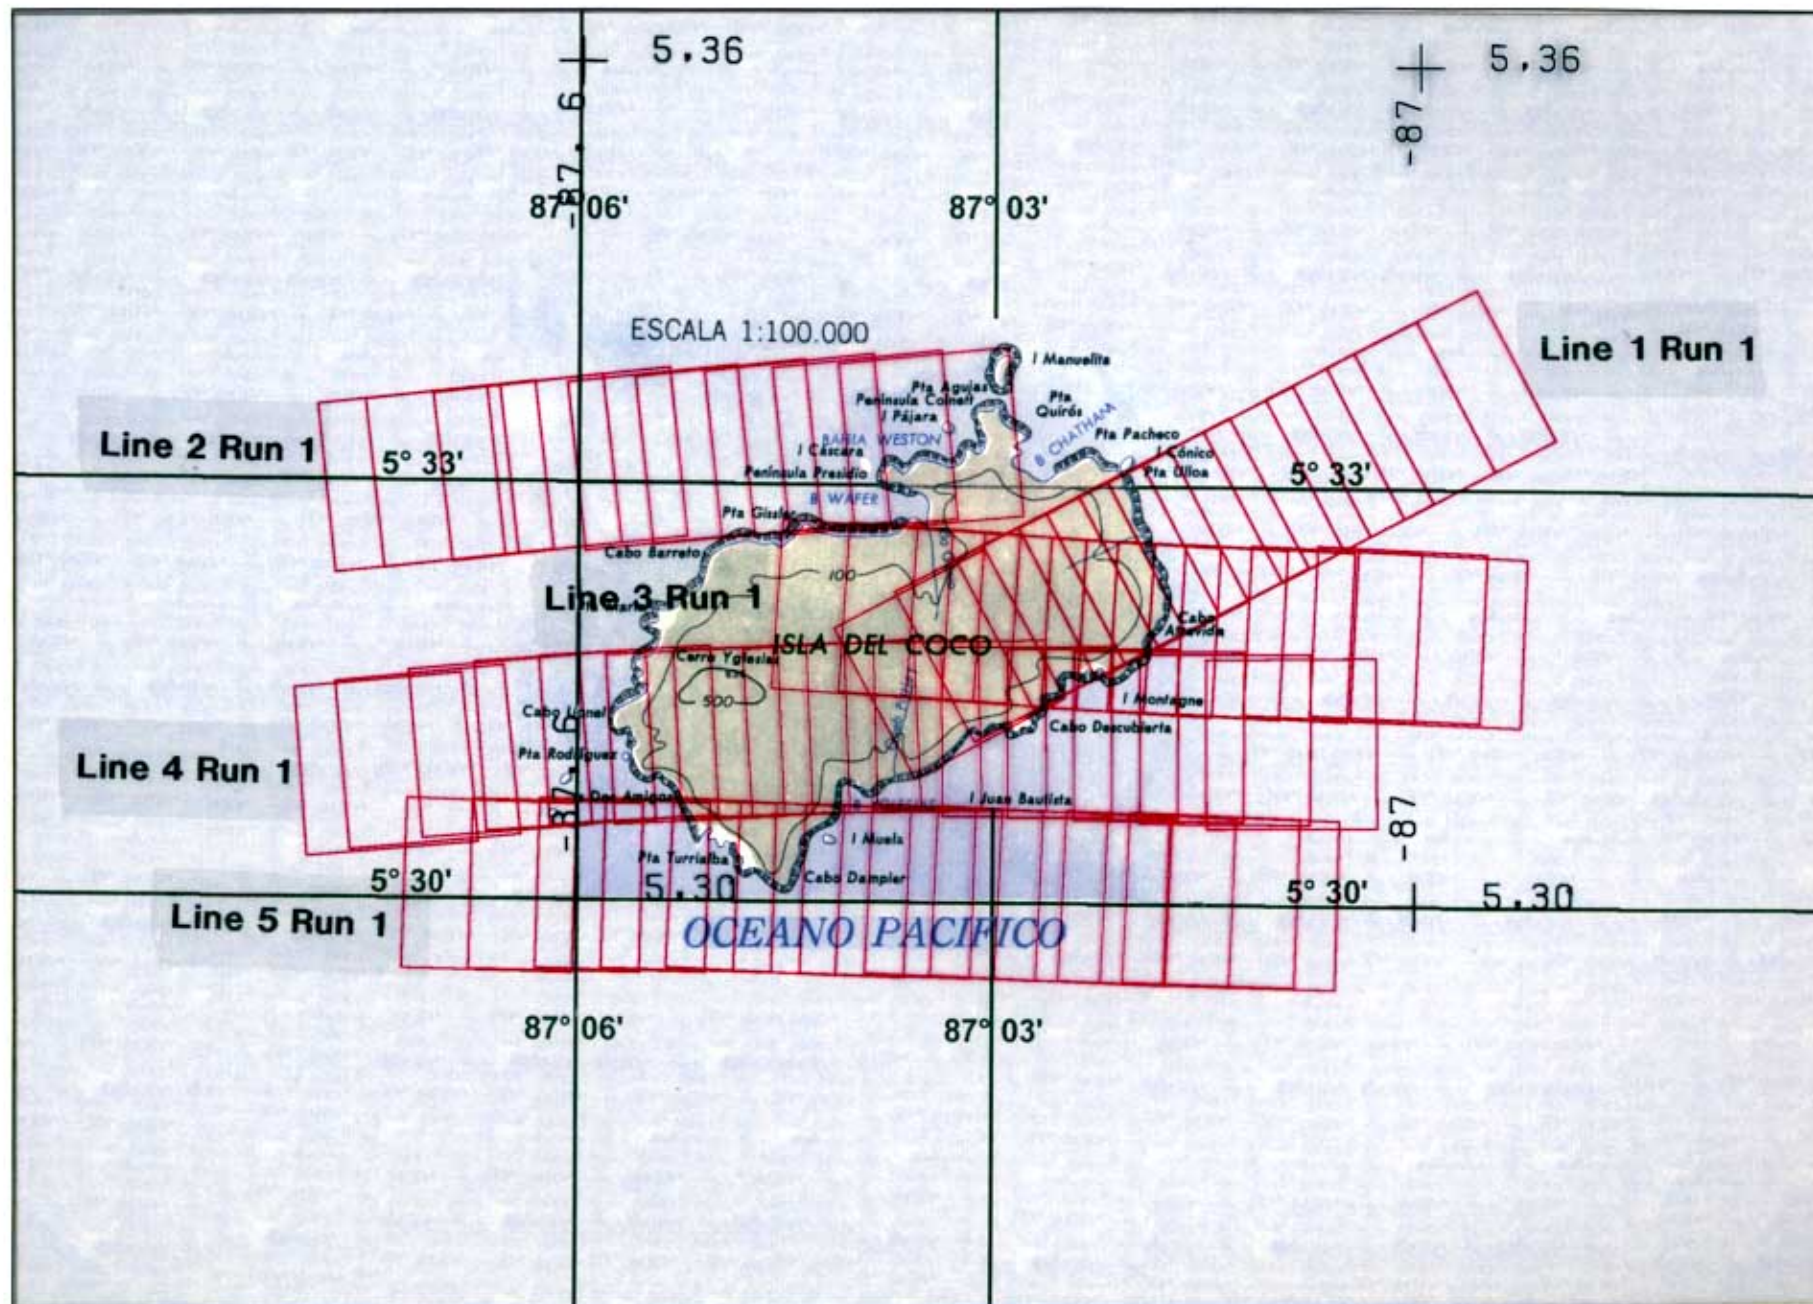 5.36
5.36
-87.6
-87
87° 06'
87° 03'
ESCALA 1:100.000
I Manuelita
Line 1 Run 1
Pta Agujas
Península Colnett
Pta
Quirós
I Pájara
B CHATHAM
Line 2 Run 1
BAHIA WESTON
Pta Pacheco
I Cáscara
I Cónico
5° 33'
Península Presidio
Pta Ulloa
5° 33'
B WAFER
Pta Gissler
Cabo Barreto
100
Line 3 Run 1
Cabo
Atrevida
ISLA DEL COCO
Cerro Yglesias
500
I Montagne
Cabo Lionel
Cabo Descubierta
Pta Rodríguez
Line 4 Run 1
Dos Amigos
I Juan Bautista
-87.6
-87
I Muela
Pta Turrialba
Cabo Dampier
5° 30'
5.30
5° 30'
5.30
Line 5 Run 1
OCEANO PACIFICO
87° 06'
87° 03'